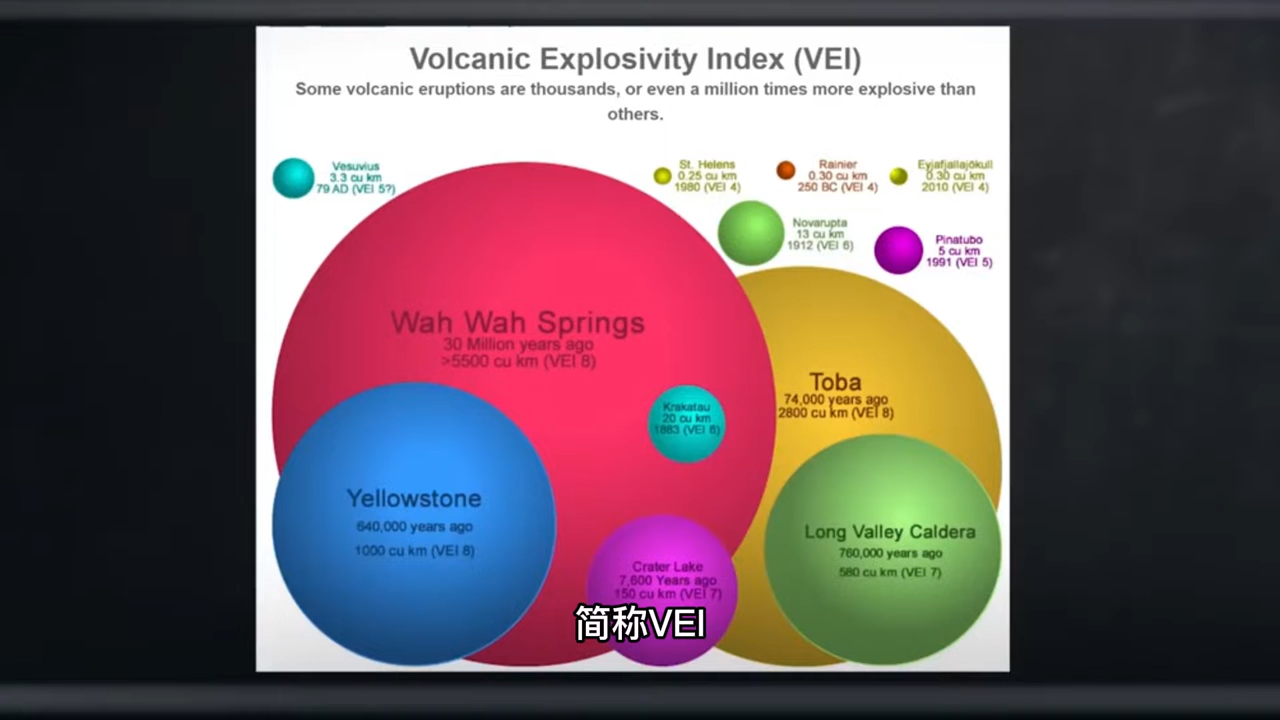 Volcanic Explosivity Index (VEI)
Some volcanic eruptions are thousands, or even a million times more explosive than
others.
Vesuvius
3.3 cu km
79 AD (VEI 5?)
St. Helens
0.25 cu km
1980 (VEI 4)
Rainier
0.30 cu km
250 BC (VEI 4)
Eyjafjallajökull
0.30 cu km
2010 (VEI 4)
Novarupta
13 cu km
1912 (VEI 6)
Pinatubo
5 cu km
1991 (VEI 5)
Wah Wah Springs
30 Million years ago
>5500 cu km (VEI 8)
Toba
74,000 years ago
2800 cu km (VEI 8)
Krakatau
20 cu km
1883 (VEI 6)
Yellowstone
640,000 years ago
1000 cu km (VEI 8)
Long Valley Caldera
760,000 years ago
580 cu km (VEI 7)
Crater Lake
7,600 Years ago
150 cu km (VEI 7)
简称VEI